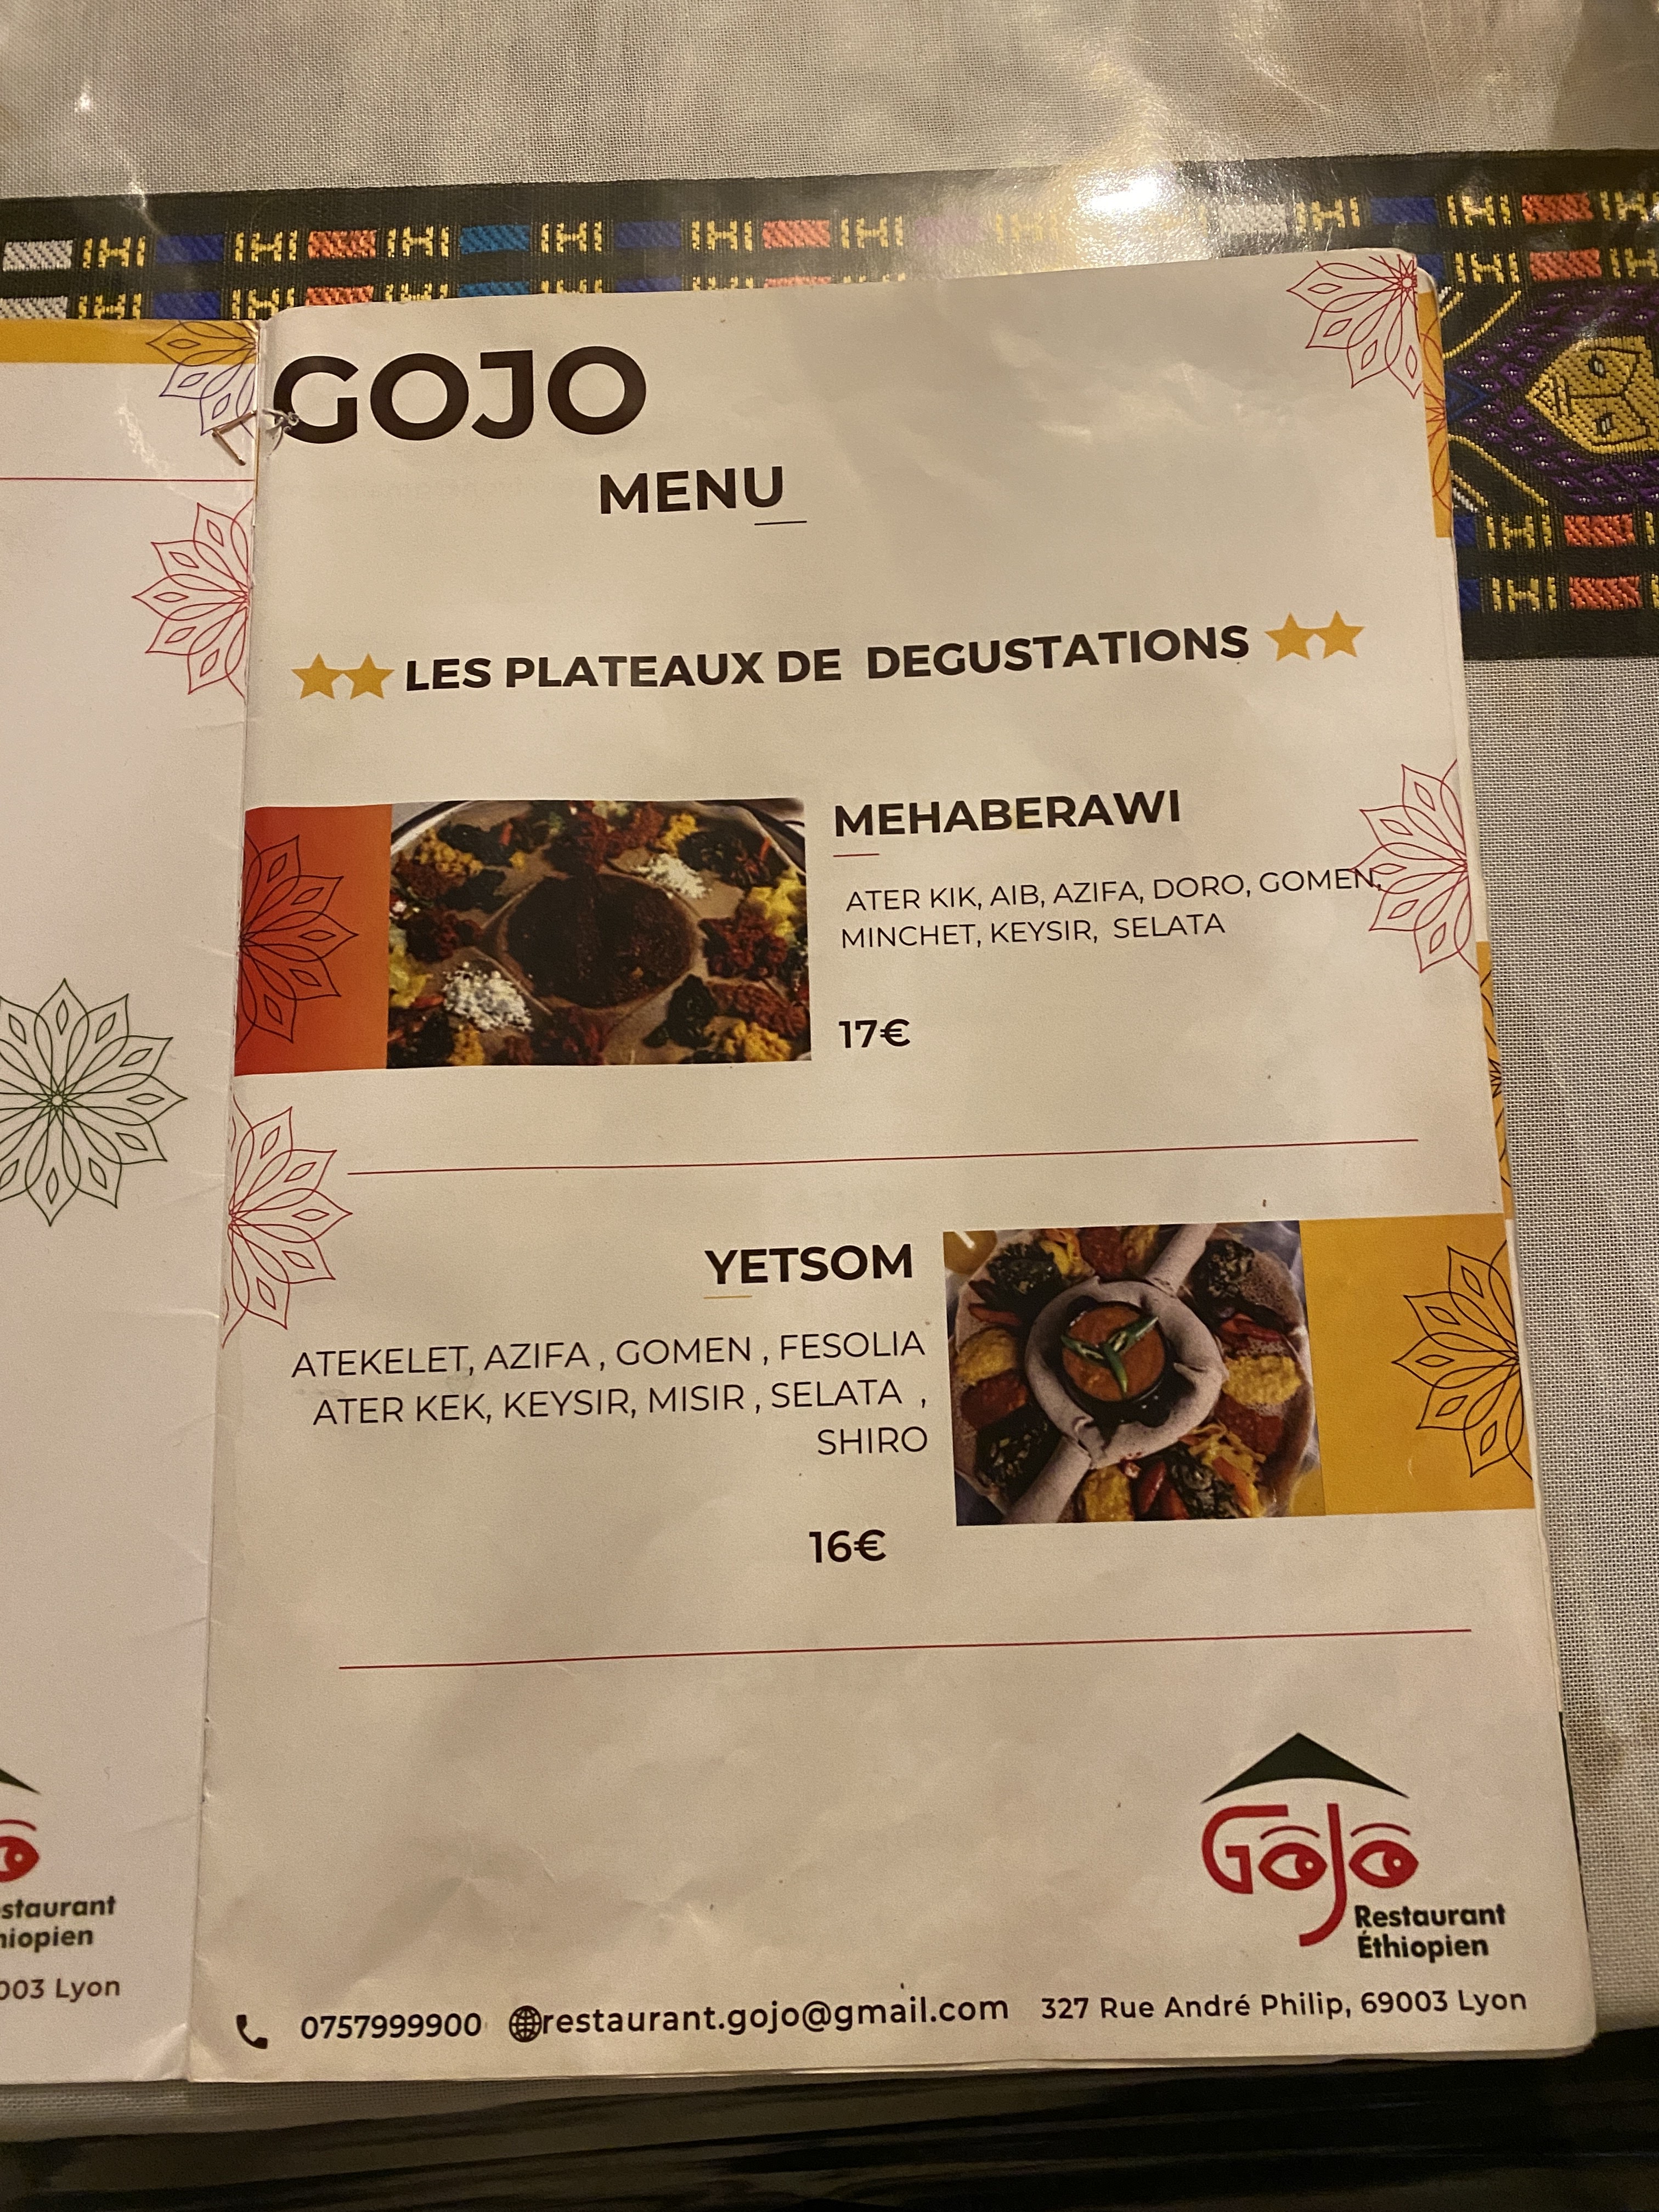 GOJO
MENU
LES PLATEAUX DE DEGUSTATIONS
MEHABERAWI
ATER KIK, AIB, AZIFA, DORO, GOMEN,
MINCHET, KEYSIR, SELATA
17€
YETSOM
ATEKELET, AZIFA , GOMEN , FESOLIA
ATER KEK, KEYSIR, MISIR , SELATA ,
SHIRO
16€
GOJO
Restaurant
Éthiopien
0757999900 restaurant.gojo@gmail.com 327 Rue André Philip, 69003 Lyon
staurant
hiopien
003 Lyon